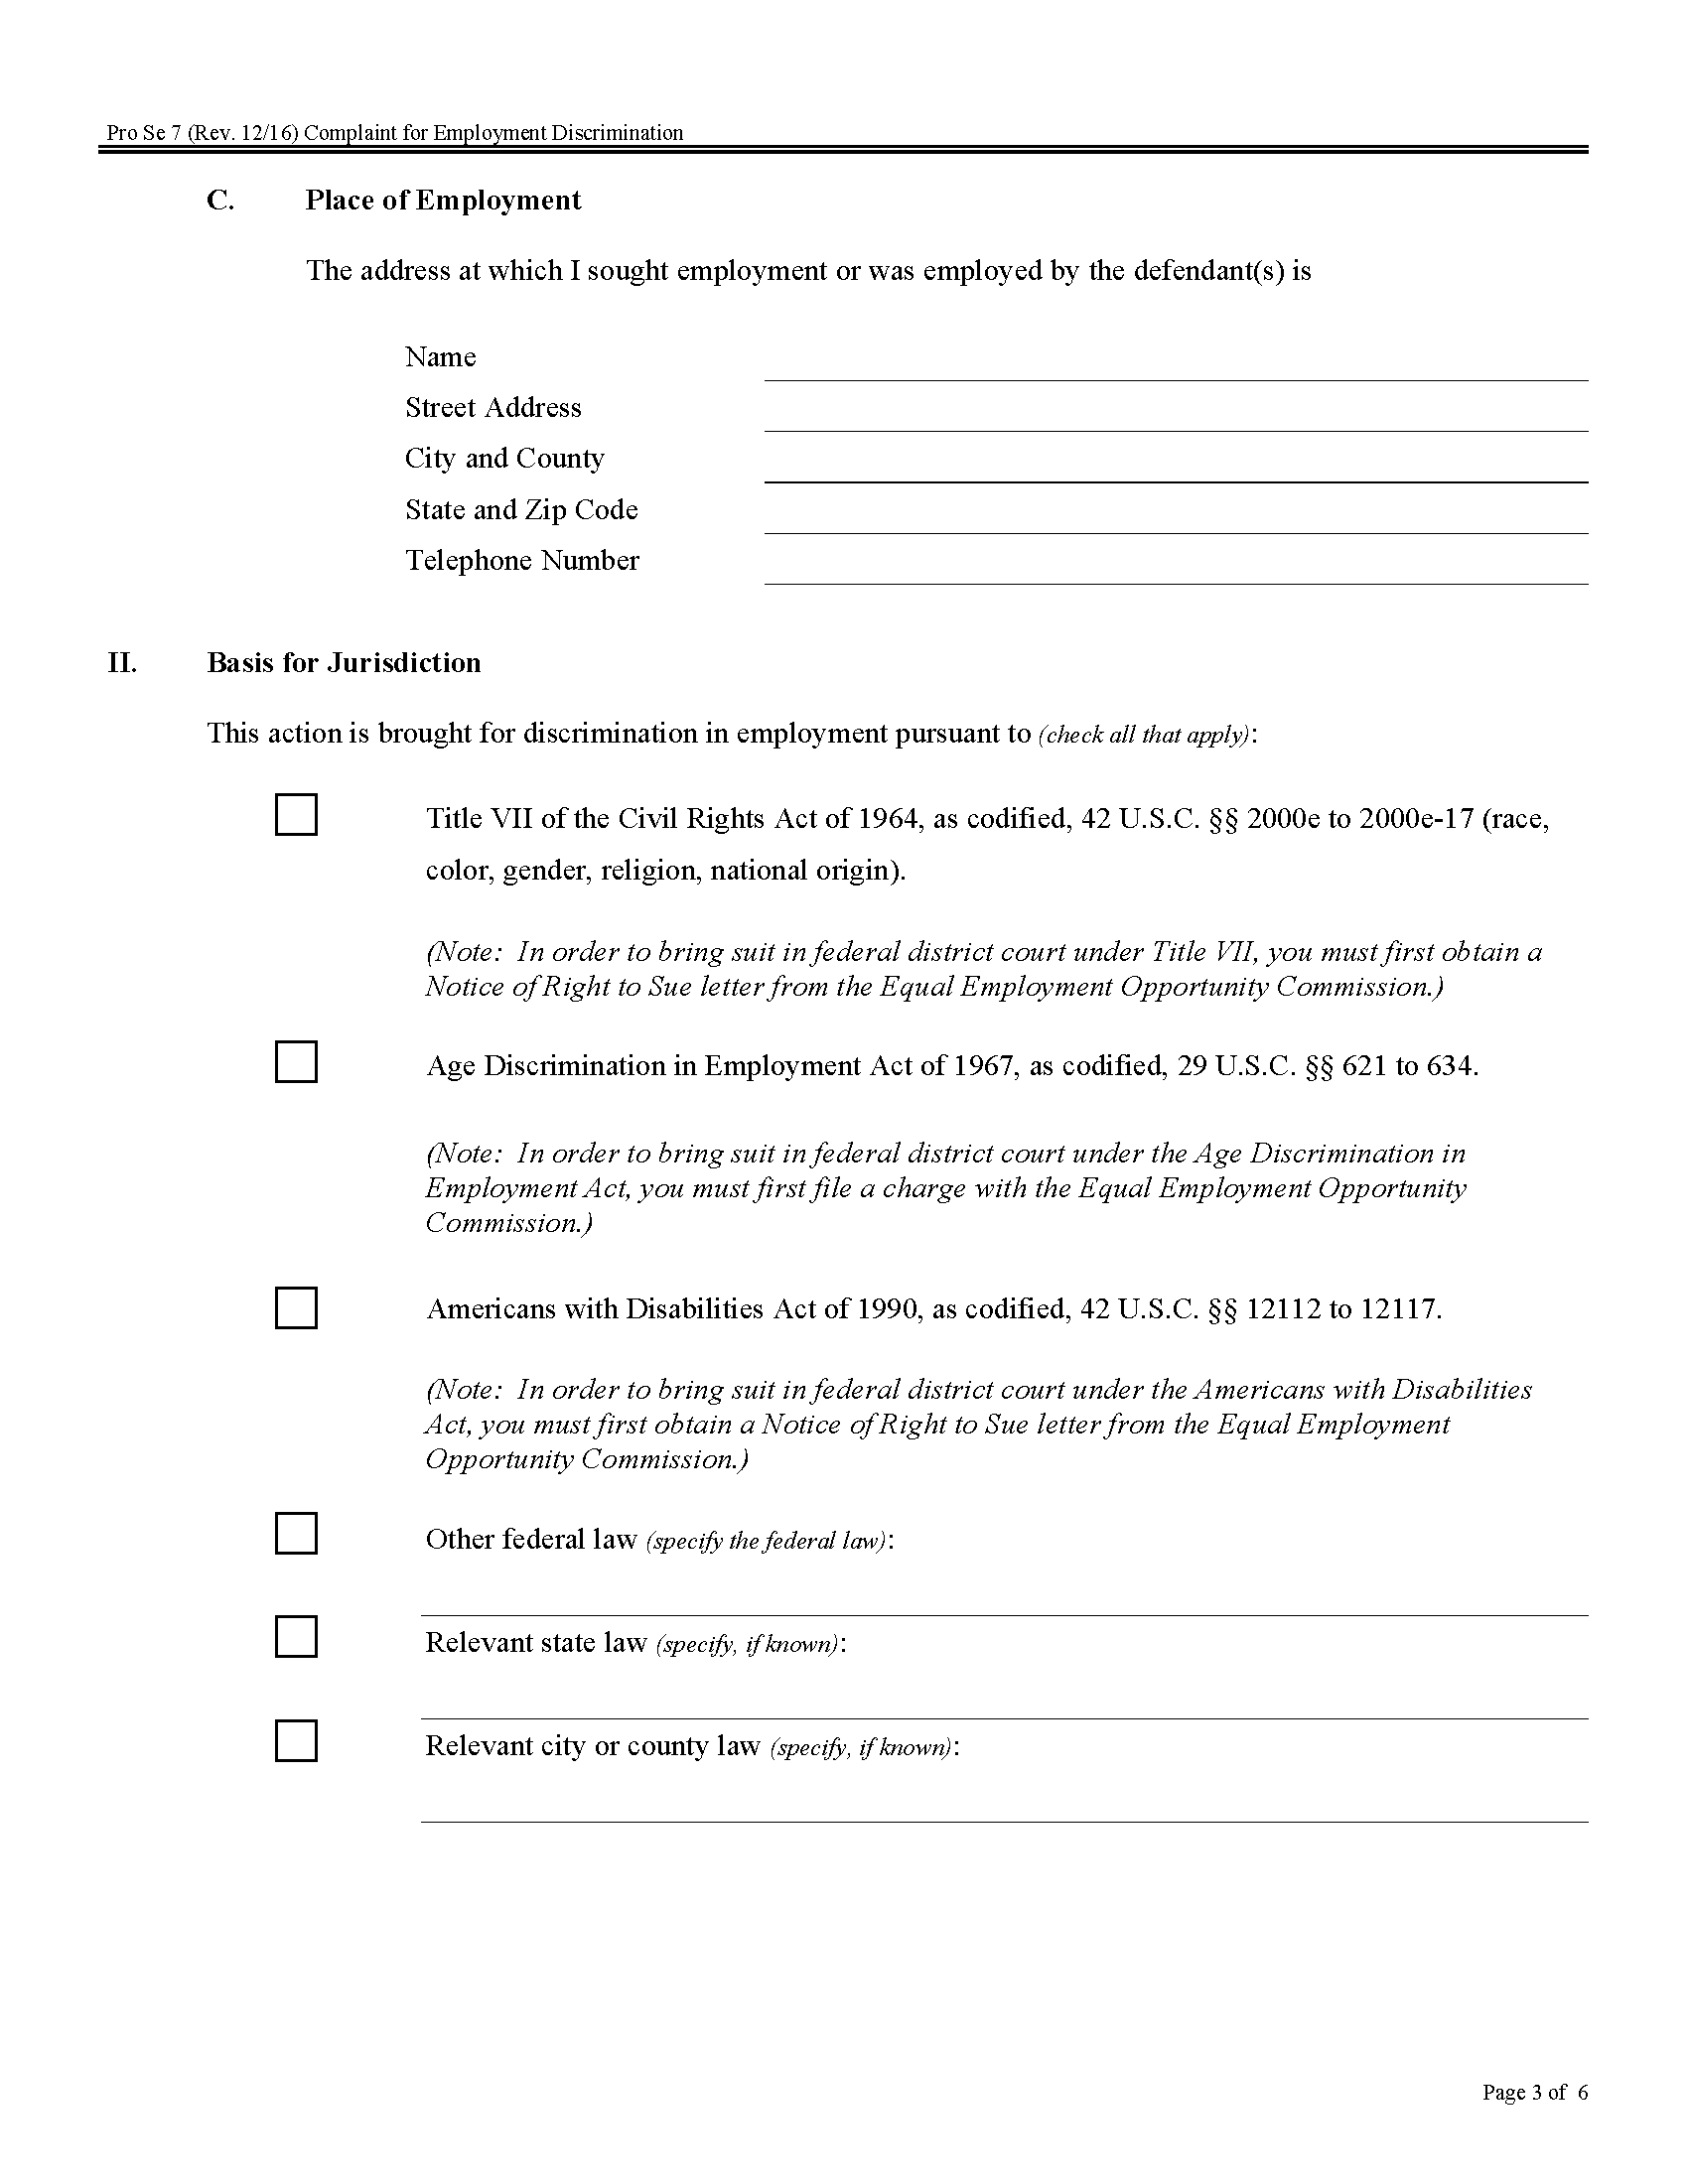 Pro Se 7 (Rev. 12/16) Complaint for Employment Discrimination
C. Place of Employment
The address at which I sought employment or was employed by the defendant(s) is
Name
Street Address
City and County
State and Zip Code
Telephone Number
II. Basis for Jurisdiction
This action is brought for discrimination in employment pursuant to (check all that apply):
Title VII of the Civil Rights Act of 1964, as codified, 42 U.S.C. §§ 2000e to 2000e-17 (race,
color, gender, religion, national origin).
(Note: In order to bring suit in federal district court under Title VII, you must first obtain a
Notice of Right to Sue letter from the Equal Employment Opportunity Commission.)
Age Discrimination in Employment Act of 1967, as codified, 29 U.S.C. §§ 621 to 634.
(Note: In order to bring suit in federal district court under the Age Discrimination in
Employment Act, you must first file a charge with the Equal Employment Opportunity
Commission.)
Americans with Disabilities Act of 1990, as codified, 42 U.S.C. §§ 12112 to 12117.
(Note: In order to bring suit in federal district court under the Americans with Disabilities
Act, you must first obtain a Notice of Right to Sue letter from the Equal Employment
Opportunity Commission.)
Other federal law (specify the federal law):
Relevant state law (specify, if known):
Relevant city or county law (specify, if known):
Page 3 of 6